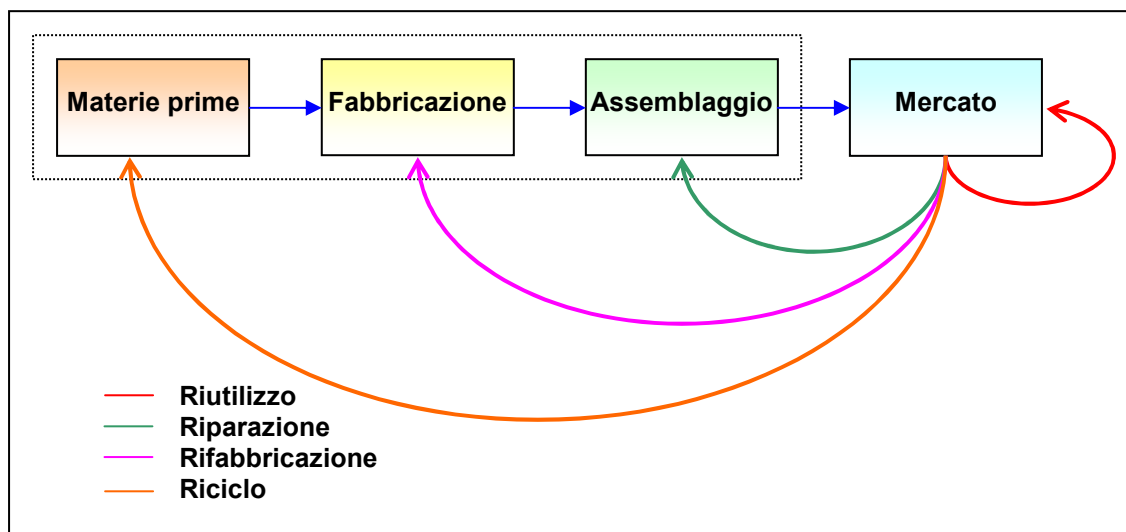 Materie prime
Fabbricazione
Assemblaggio
Mercato
Riutilizzo
Riparazione
Rifabbricazione
Riciclo